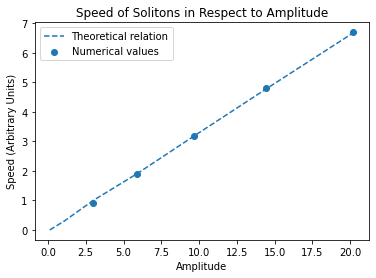 Speed of Solitons in Respect to Amplitude
Theoretical relation
Numerical values
Speed (Arbitrary Units)
7
6
5
4
3
2
1
0
0.0 2.5 5.0 7.5 10.0 12.5 15.0 17.5 20.0
Amplitude